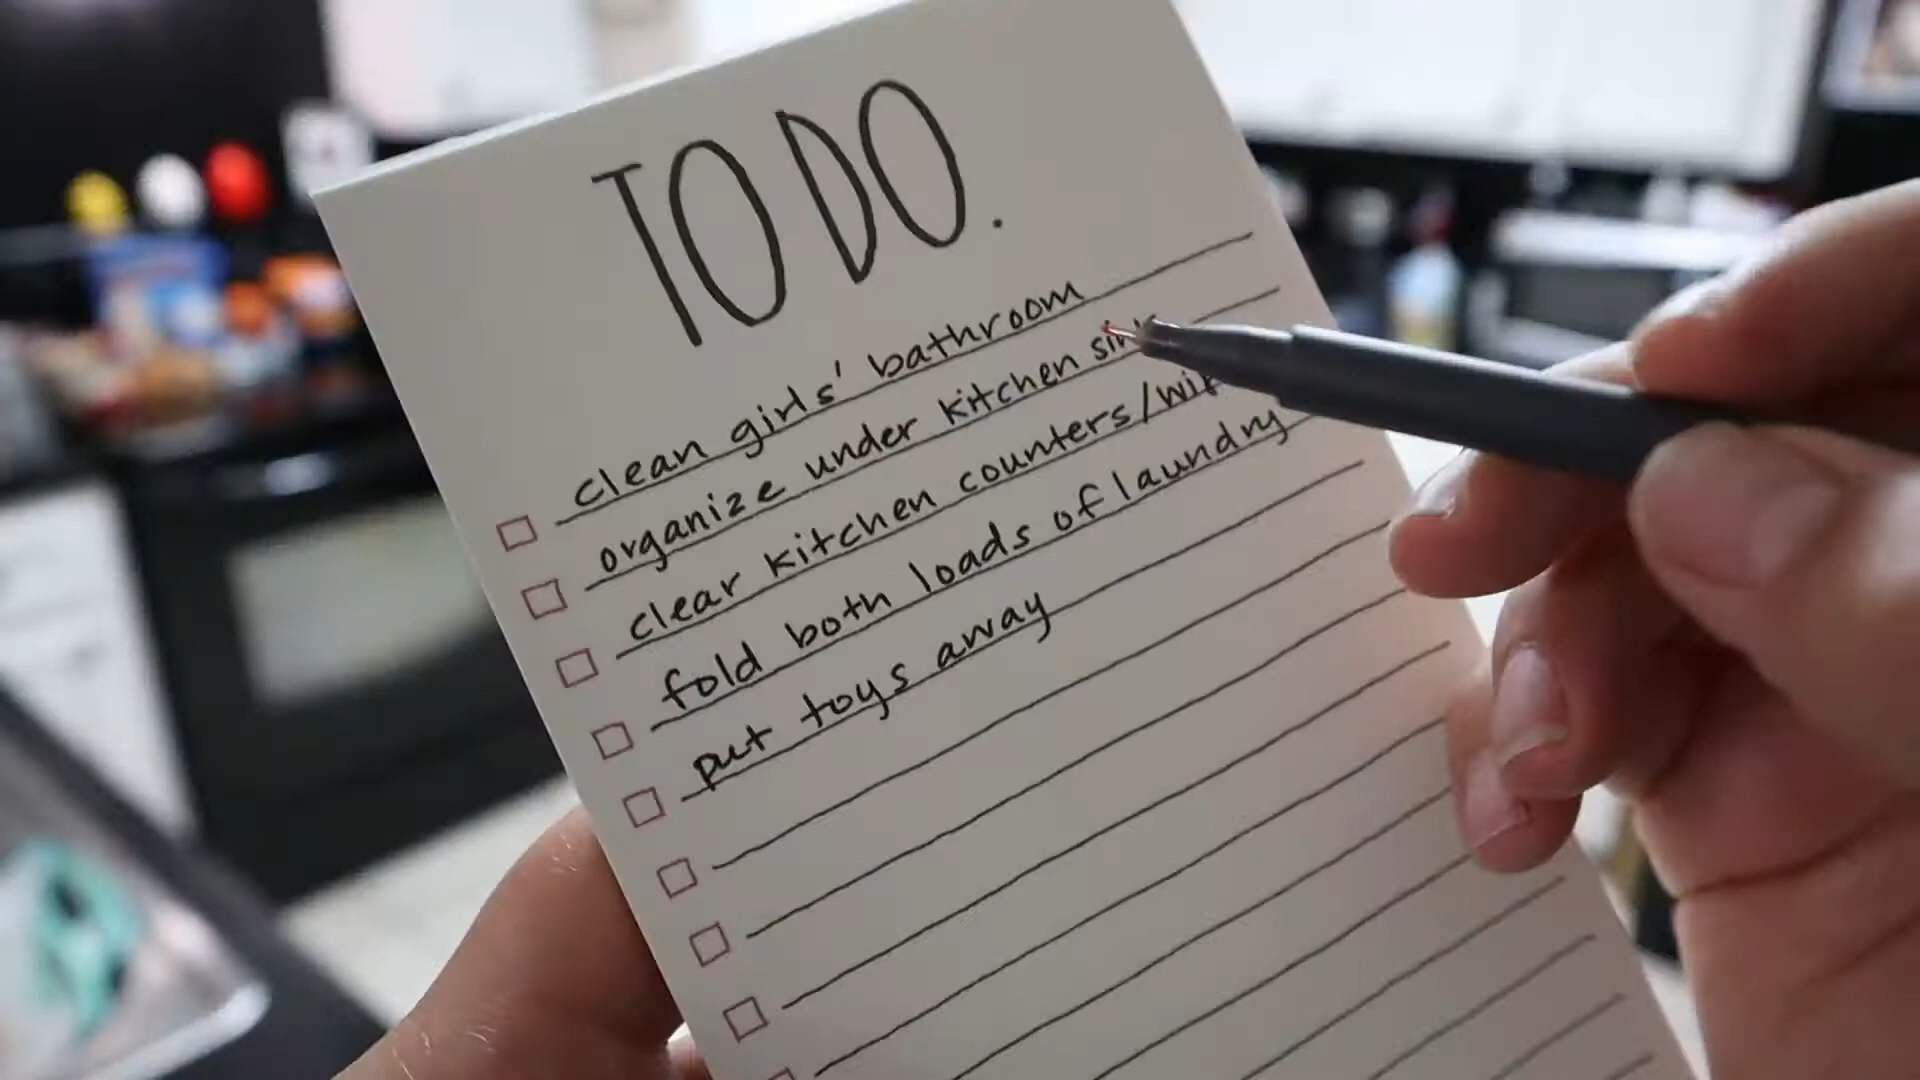 TO DO.
clean girls' bathroom
organize under kitchen sink
clear kitchen counters/
fold both loads of laundry
put toys away